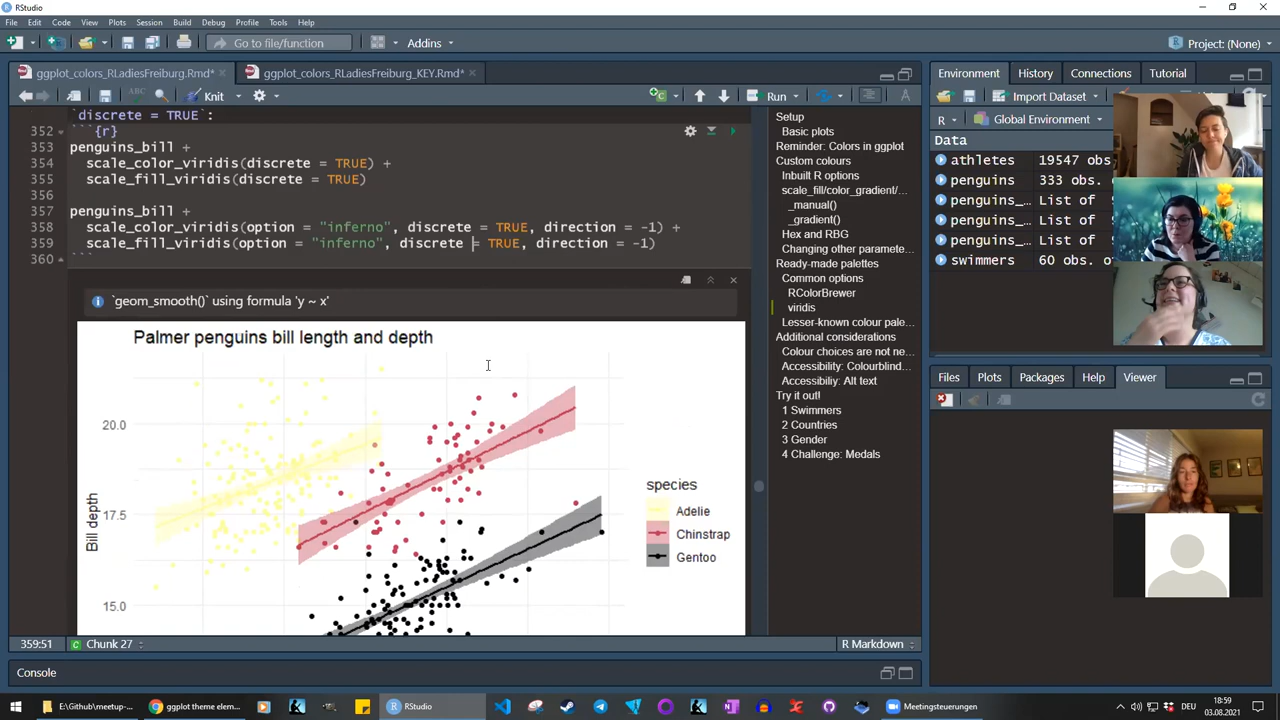 RStudio
File Edit Code View Plots Session Build Debug Profile Tools Help
Go to file/function Addins Project: (None)
ggplot_colors_RLadiesFreiburg.Rmd* ggplot_colors_RLadiesFreiburg_KEY.Rmd*
Knit Run
`discrete = TRUE`:
352 ```{r}
353 penguins_bill +
354 scale_color_viridis(discrete = TRUE) +
355 scale_fill_viridis(discrete = TRUE)
356
357 penguins_bill +
358 scale_color_viridis(option = "inferno", discrete = TRUE, direction = -1) +
359 scale_fill_viridis(option = "inferno", discrete = TRUE, direction = -1)
360 ```
`geom_smooth()` using formula 'y ~ x'
Palmer penguins bill length and depth
20.0
17.5
15.0
Bill depth
species
Adelie
Chinstrap
Gentoo
359:51 Chunk 27 R Markdown
Console
Setup
Basic plots
Reminder: Colors in ggplot
Custom colours
Inbuilt R options
scale_fill/color_gradient/...
_manual()
_gradient()
Hex and RBG
Changing other paramete...
Ready-made palettes
Common options
RColorBrewer
viridis
Lesser-known colour pale...
Additional considerations
Colour choices are not ne...
Accessibility: Colourblind...
Accessibiliy: Alt text
Try it out!
1 Swimmers
2 Countries
3 Gender
4 Challenge: Medals
Environment History Connections Tutorial
Import Dataset
R Global Environment
Data
athletes 19547 obs.
penguins 333 obs.
penguins_... List of
penguins_... List of
penguins_... List of
swimmers 60 obs. o
Files Plots Packages Help Viewer
E:\Github\meetup-... ggplot theme elem... RStudio Meetingsteuerungen DEU 18:59
03.08.2021